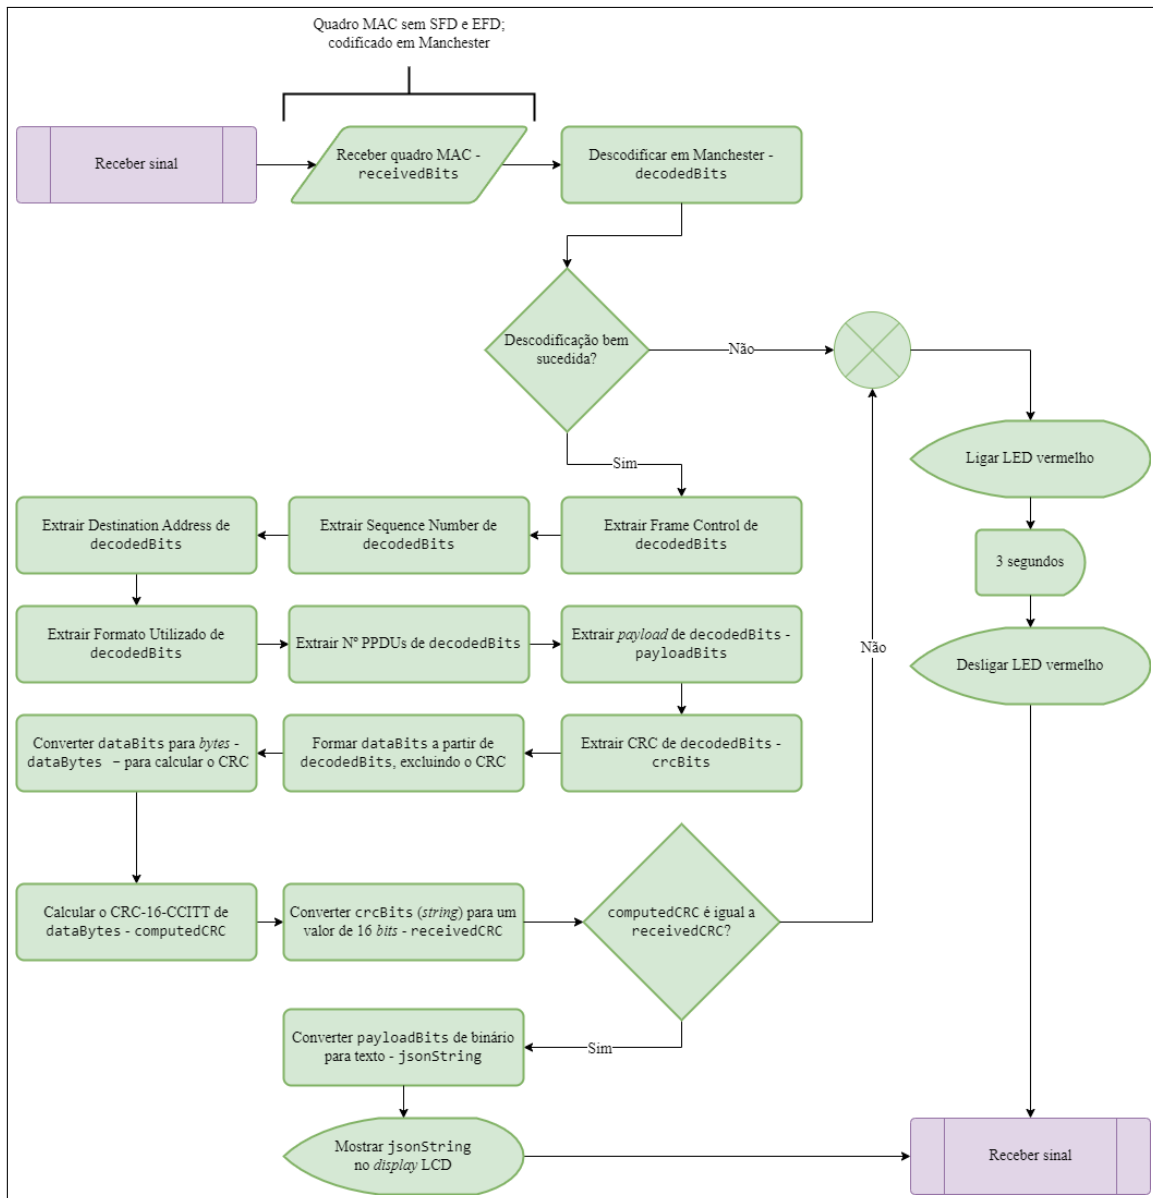 Quadro MAC sem SFD e EFD;
codificado em Manchester
Receber sinal
Receber quadro MAC -
receivedBits
Descodificar em Manchester -
decodedBits
Descodificação bem
sucedida?
Não
Sim
Ligar LED vermelho
3 segundos
Desligar LED vermelho
Extrair Frame Control de
decodedBits
Extrair Sequence Number de
decodedBits
Extrair Destination Address de
decodedBits
Extrair Formato Utilizado de
decodedBits
Extrair Nº PPDUs de decodedBits
Extrair payload de decodedBits -
payloadBits
Extrair CRC de decodedBits -
crcBits
Formar dataBits a partir de
decodedBits, excluindo o CRC
Converter dataBits para bytes -
dataBytes – para calcular o CRC
Calcular o CRC-16-CCITT de
dataBytes - computedCRC
Converter crcBits (string) para um
valor de 16 bits - receivedCRC
computedCRC é igual a
receivedCRC?
Não
Sim
Converter payloadBits de binário
para texto - jsonString
Mostrar jsonString
no display LCD
Receber sinal